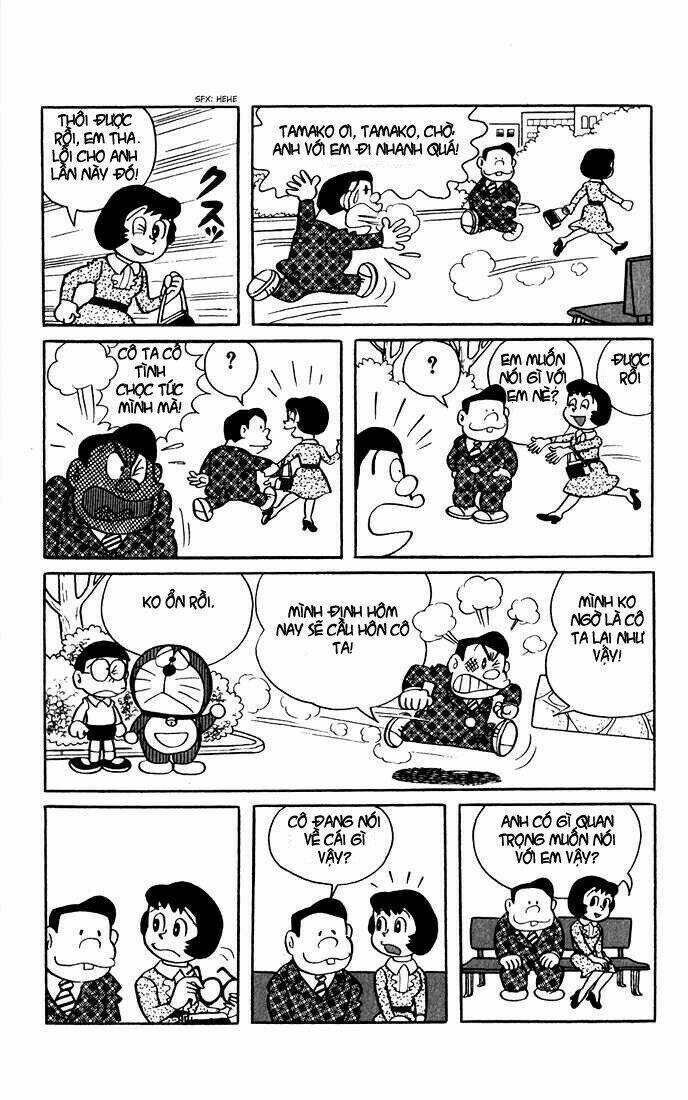 SFX: HEHE
TAMAKO ƠI, TAMAKO, CHỜ
ANH VỚI EM ĐI NHANH QUÁ!
THÔI ĐƯỢC
RỒI, EM THA
LỖI CHO ANH
LẦN NÀY ĐÓ!
クスッ
ĐƯỢC
RỒI
EM MUỐN
NÓI GÌ VỚI
EM NÈ?
?
?
CÔ TA CỐ
TÌNH
CHỌC TỨC
MÌNH MÀ!
MÌNH KO
NGỜ LÀ CÔ
TA LẠI NHƯ
VẬY!
MÌNH ĐỊNH HÔM
NAY SẼ CẦU HÔN CÔ
TA!
KO ỔN RỒI.
ANH CÓ GÌ QUAN
TRỌNG MUỐN NÓI
VỚI EM VẬY?
CÔ ĐANG NÓI
VỀ CÁI GÌ
VẬY?